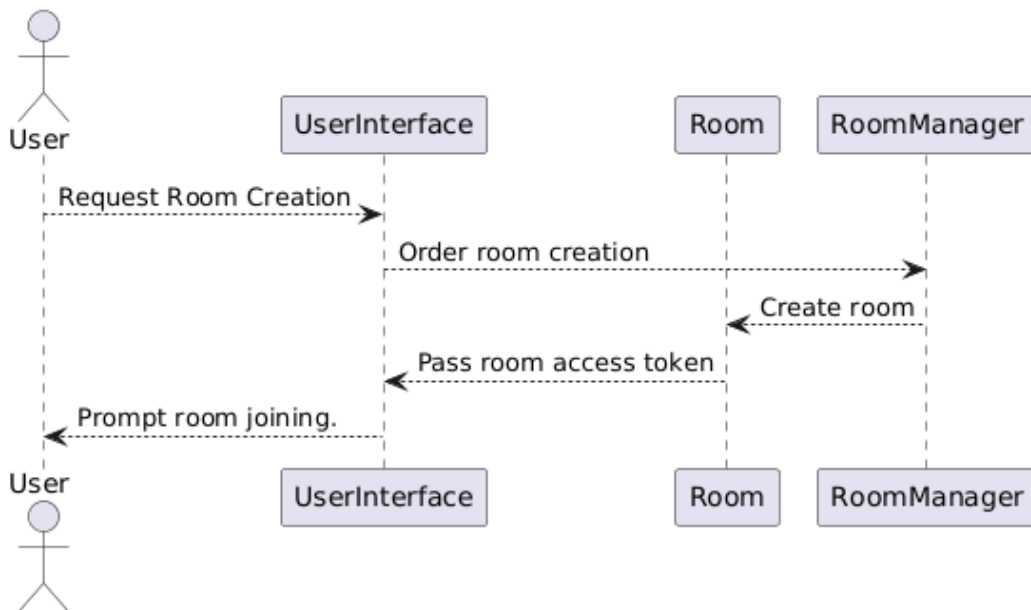 User
UserInterface
Room
RoomManager
Request Room Creation
Order room creation
Create room
Pass room access token
Prompt room joining.
User
UserInterface
Room
RoomManager